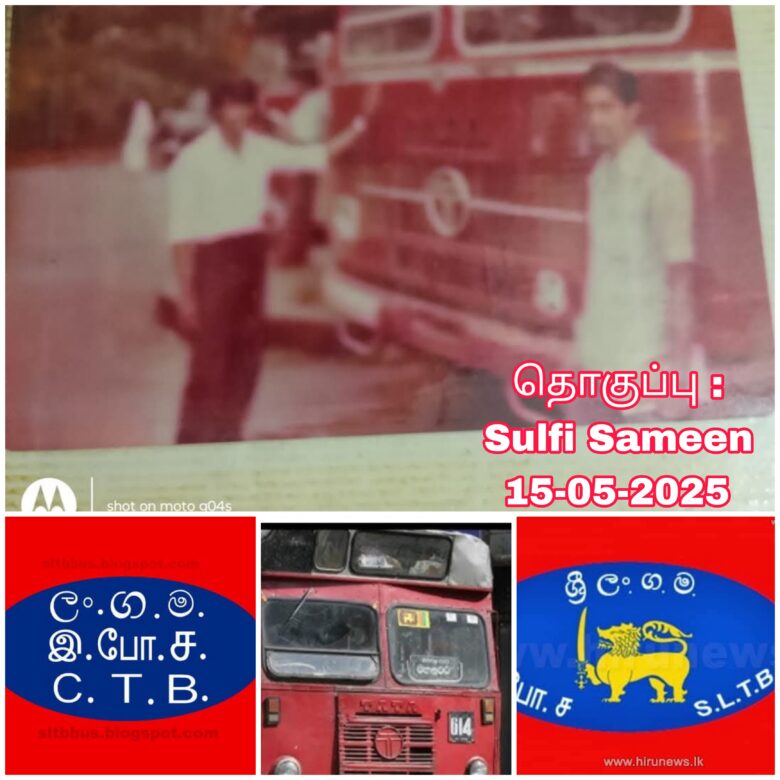 தொகுப்பு :
Sulfi Sameen
15-05-2025
shot on moto g04s
sltbbus.blogspot.com
ලං.ග.ම.
இ.போ.ச.
C. T. B.
sltbbus.blogspot.com
TATA
614
ශ්‍රී ලං.ග.ම.
போ. ச
S.L.T.B
www.hirunews.lk